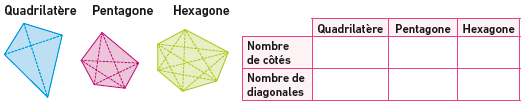 Quadrilatère Pentagone Hexagone
Quadrilatère Pentagone Hexagone
Nombre
de côtés
Nombre de
diagonales